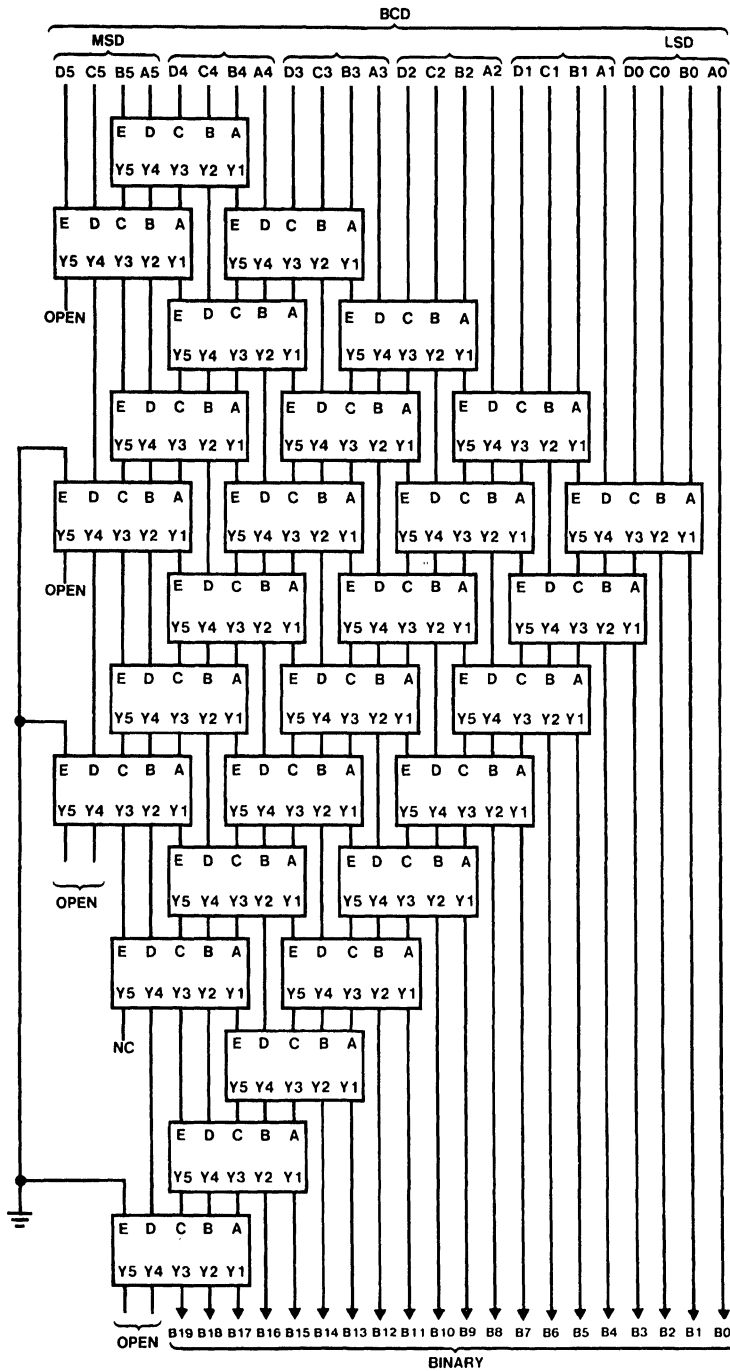 BCD
MSD LSD
D5 C5 B5 A5 D4 C4 B4 A4 D3 C3 B3 A3 D2 C2 B2 A2 D1 C1 B1 A1 D0 C0 B0 A0
E D C B A
Y5 Y4 Y3 Y2 Y1
E D C B A E D C B A
Y5 Y4 Y3 Y2 Y1 Y5 Y4 Y3 Y2 Y1
OPEN E D C B A E D C B A
Y5 Y4 Y3 Y2 Y1 Y5 Y4 Y3 Y2 Y1
E D C B A E D C B A E D C B A
Y5 Y4 Y3 Y2 Y1 Y5 Y4 Y3 Y2 Y1 Y5 Y4 Y3 Y2 Y1
E D C B A E D C B A E D C B A E D C B A
Y5 Y4 Y3 Y2 Y1 Y5 Y4 Y3 Y2 Y1 Y5 Y4 Y3 Y2 Y1 Y5 Y4 Y3 Y2 Y1
OPEN E D C B A E D C B A E D C B A
Y5 Y4 Y3 Y2 Y1 Y5 Y4 Y3 Y2 Y1 Y5 Y4 Y3 Y2 Y1
E D C B A E D C B A E D C B A
Y5 Y4 Y3 Y2 Y1 Y5 Y4 Y3 Y2 Y1 Y5 Y4 Y3 Y2 Y1
E D C B A E D C B A E D C B A
Y5 Y4 Y3 Y2 Y1 Y5 Y4 Y3 Y2 Y1 Y5 Y4 Y3 Y2 Y1
E D C B A E D C B A
OPEN Y5 Y4 Y3 Y2 Y1 Y5 Y4 Y3 Y2 Y1
E D C B A E D C B A
Y5 Y4 Y3 Y2 Y1 Y5 Y4 Y3 Y2 Y1
NC E D C B A
Y5 Y4 Y3 Y2 Y1
E D C B A
Y5 Y4 Y3 Y2 Y1
E D C B A
Y5 Y4 Y3 Y2 Y1
OPEN B19 B18 B17 B16 B15 B14 B13 B12 B11 B10 B9 B8 B7 B6 B5 B4 B3 B2 B1 B0
BINARY